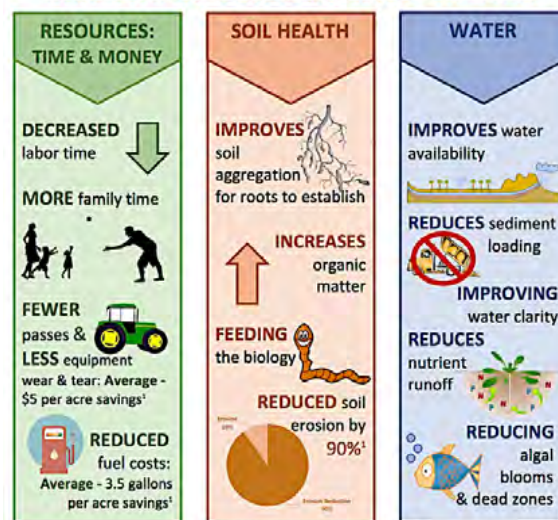 RESOURCES:
TIME & MONEY
DECREASED
labor time
MORE family time
FEWER
passes &
LESS equipment
wear & tear: Average -
$5 per acre savings¹
REDUCED
fuel costs:
Average - 3.5 gallons
per acre savings¹
SOIL HEALTH
IMPROVES
soil
aggregation
for roots to establish
INCREASES
organic
matter
FEEDING
the biology
REDUCED soil
erosion by
90%¹
WATER
IMPROVES water
availability
REDUCES sediment
loading
IMPROVING
water clarity
REDUCES
nutrient
runoff
N
P
N
P
N
REDUCING
algal
blooms
& dead zones